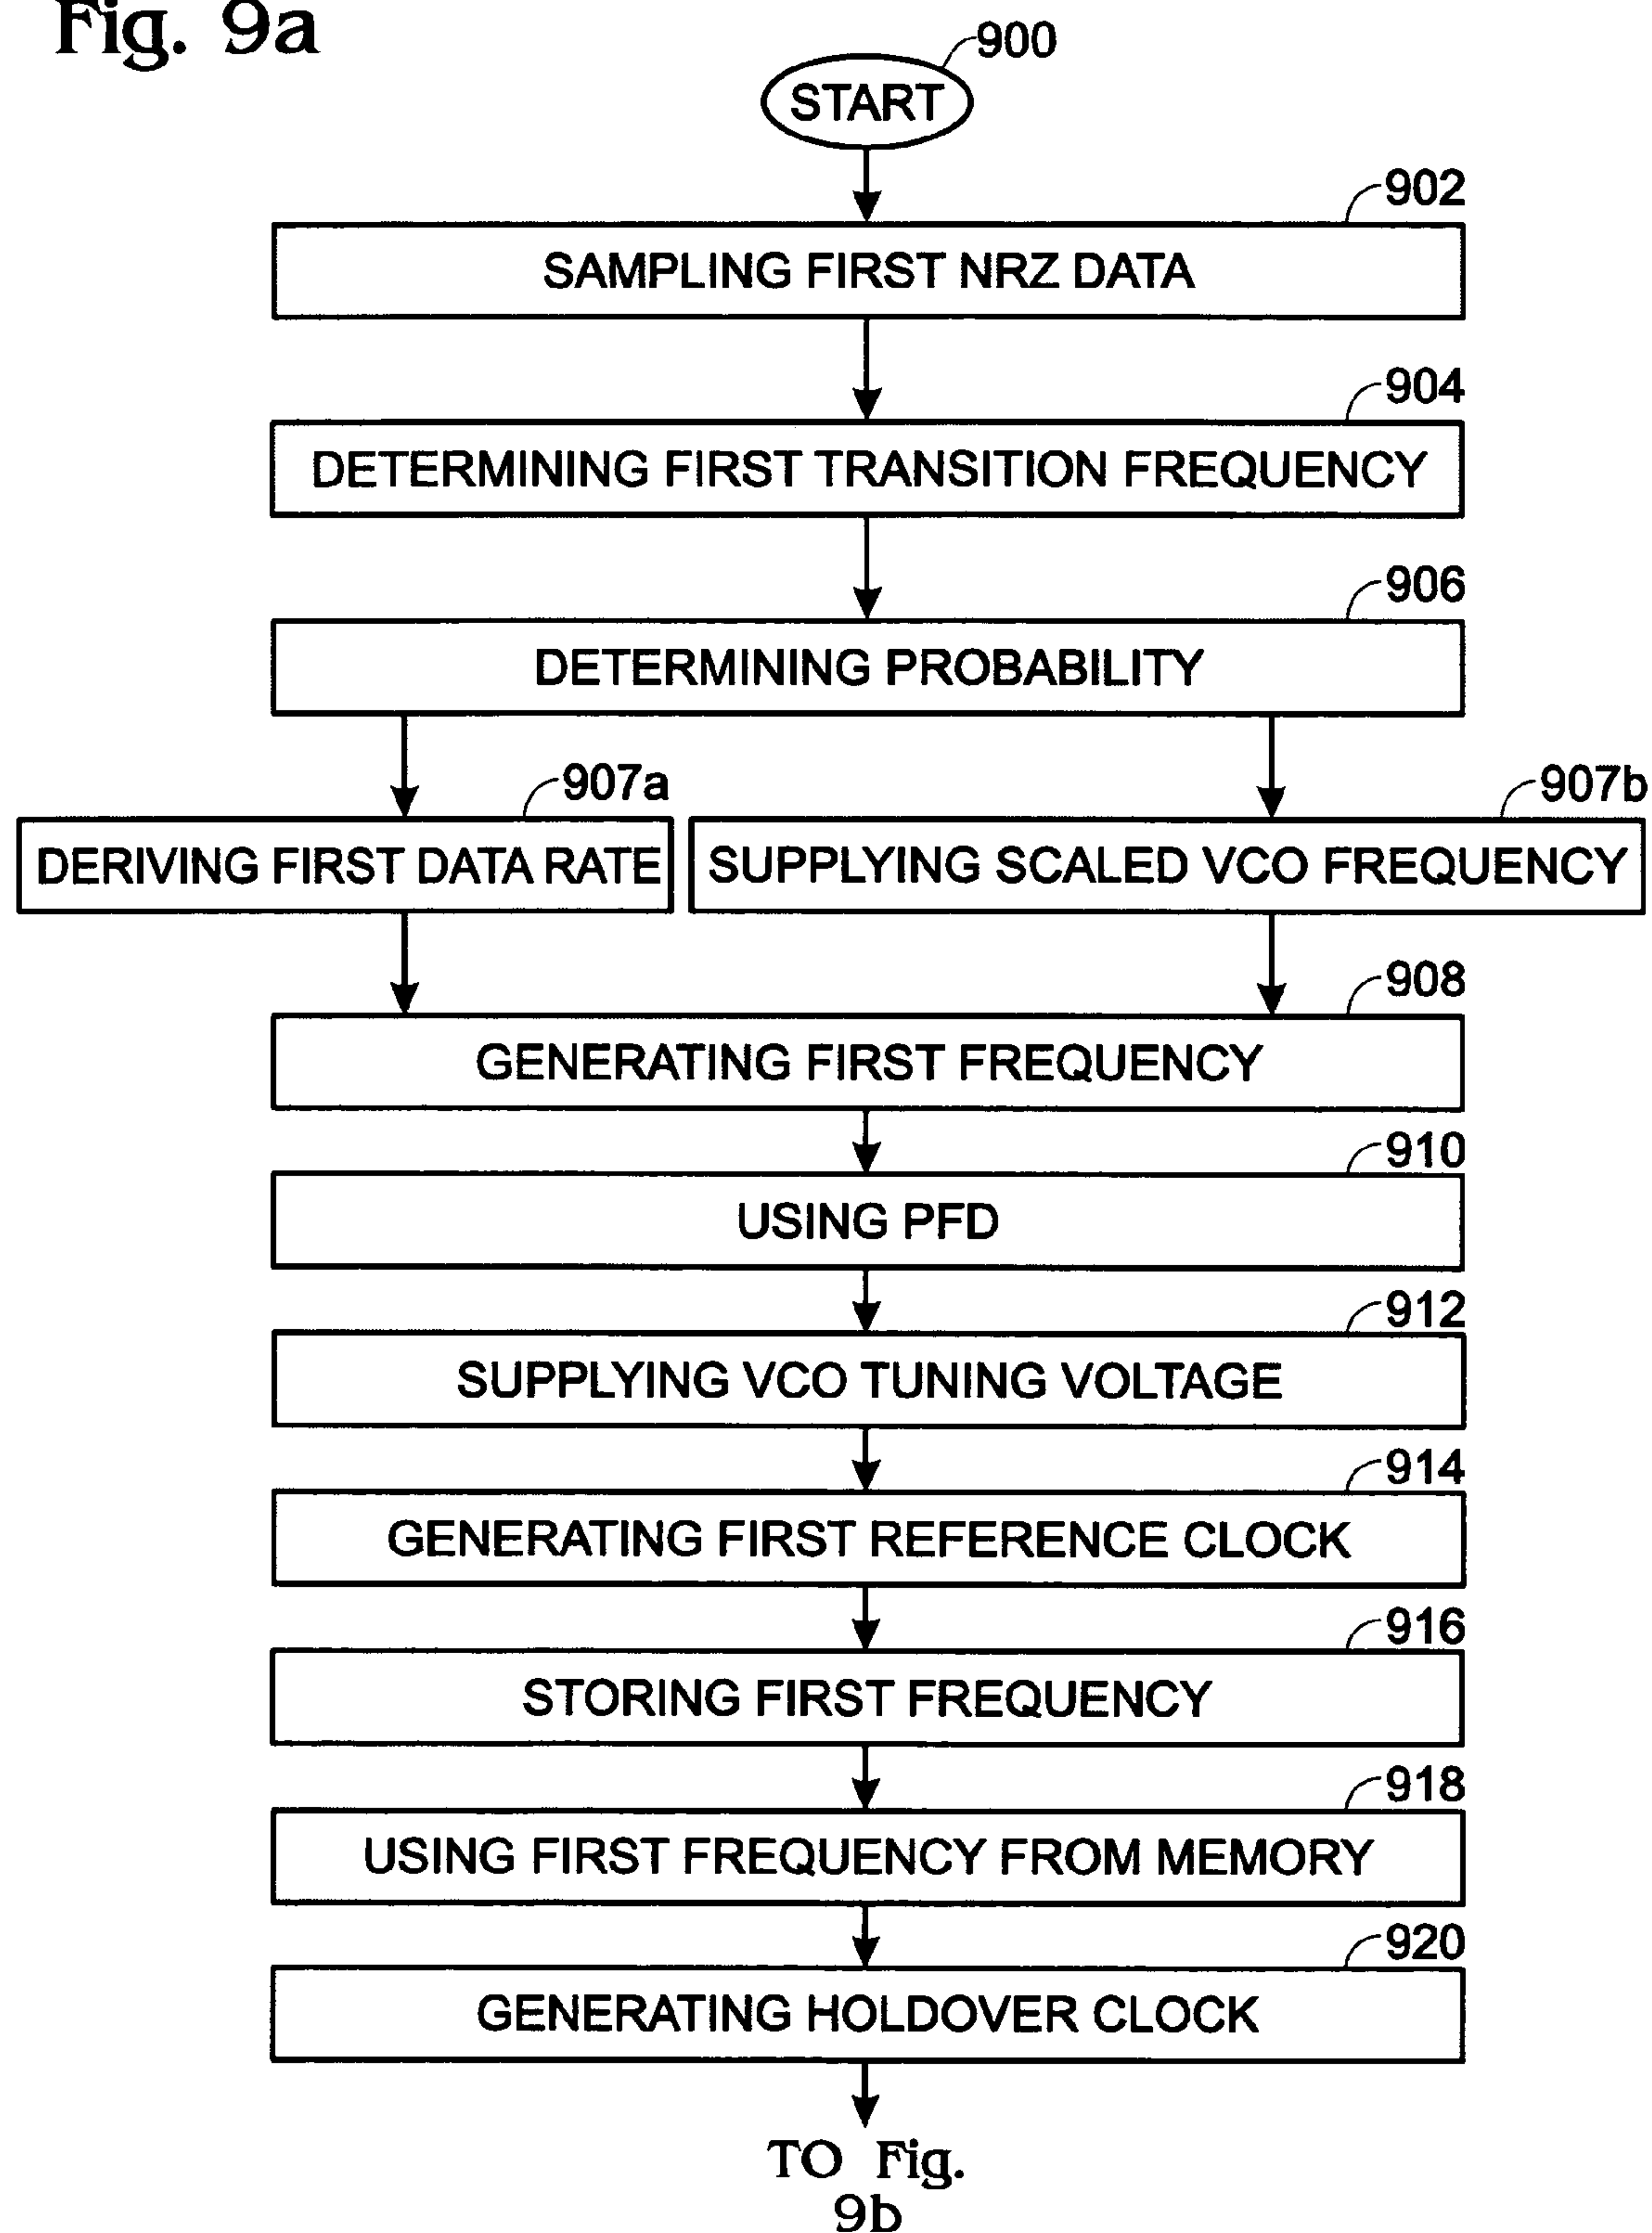 Fig. 9a
900
START
902
SAMPLING FIRST NRZ DATA
904
DETERMINING FIRST TRANSITION FREQUENCY
906
DETERMINING PROBABILITY
907a
907b
DERIVING FIRST DATA RATE
SUPPLYING SCALED VCO FREQUENCY
908
GENERATING FIRST FREQUENCY
910
USING PFD
912
SUPPLYING VCO TUNING VOLTAGE
914
GENERATING FIRST REFERENCE CLOCK
916
STORING FIRST FREQUENCY
918
USING FIRST FREQUENCY FROM MEMORY
920
GENERATING HOLDOVER CLOCK
TO Fig.
9b